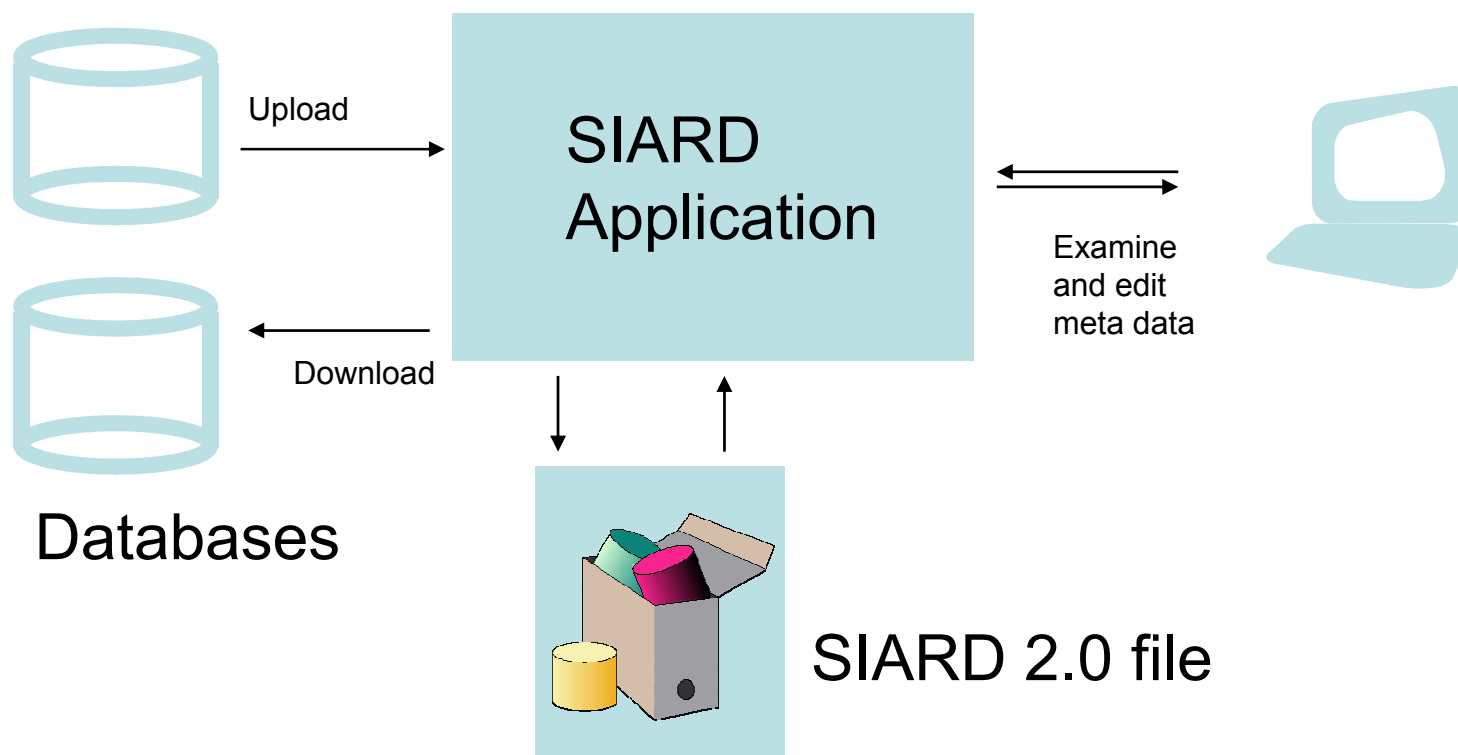 Upload
SIARD
Application
Examine
and edit
meta data
Download
Databases
SIARD 2.0 file